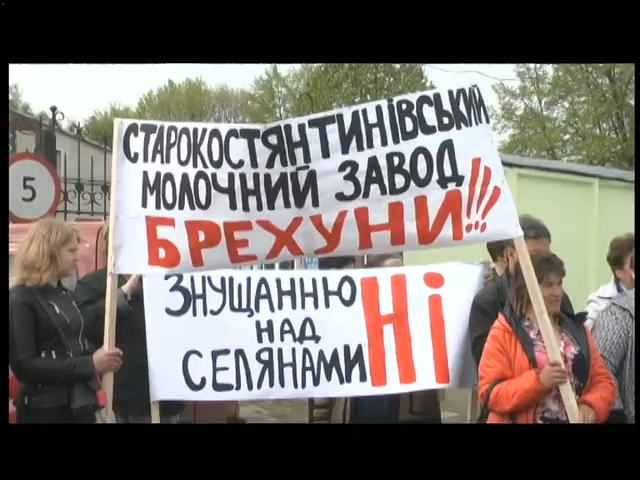 5
СТАРОКОСТЯНТИНІВСЬКИЙ
МОЛОЧНИЙ ЗАВОД
БРЕХУНИ!!!
ЗНУЩАННЮ
НАД
СЕЛЯНАМИ
НІ